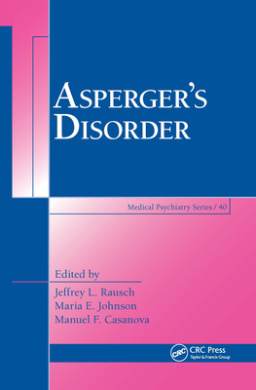 ASPERGER'S
DISORDER
Medical Psychiatry Series / 40
Edited by
Jeffrey L. Rausch
Maria E. Johnson
Manuel F. Casanova
CRC
CRC Press
Taylor & Francis Group